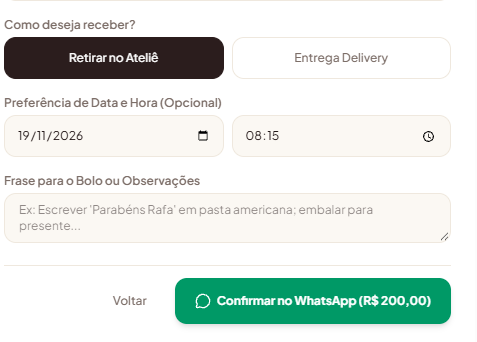 Como deseja receber?
Retirar no Ateliê
Entrega Delivery
Preferência de Data e Hora (Opcional)
19/11/2026
08:15
Frase para o Bolo ou Observações
Ex: Escrever 'Parabéns Rafa' em pasta americana; embalar para
presente...
Voltar
Confirmar no WhatsApp (R$ 200,00)